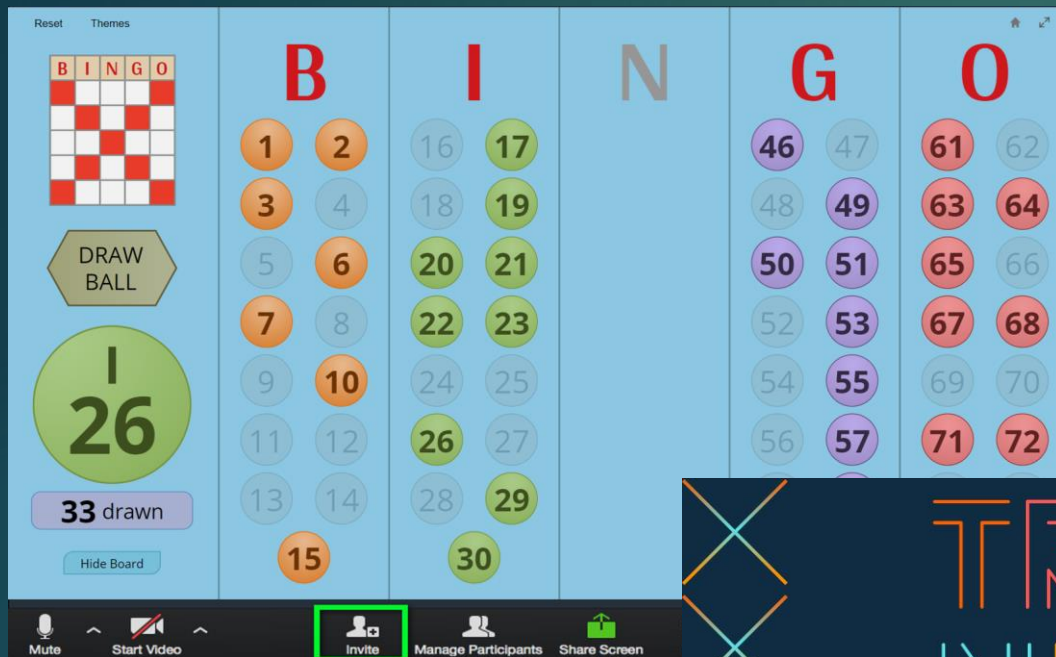 Reset Themes
B I N G O
DRAW
BALL
I
26
33 drawn
Hide Board
B I N G O
1 2 16 17 46 47 61 62
3 4 18 19 48 49 63 64
5 6 20 21 50 51 65 66
7 8 22 23 52 53 67 68
9 10 24 25 54 55 69 70
11 12 26 27 56 57 71 72
13 14 28 29
15 30
Mute Start Video Invite Manage Participants Share Screen